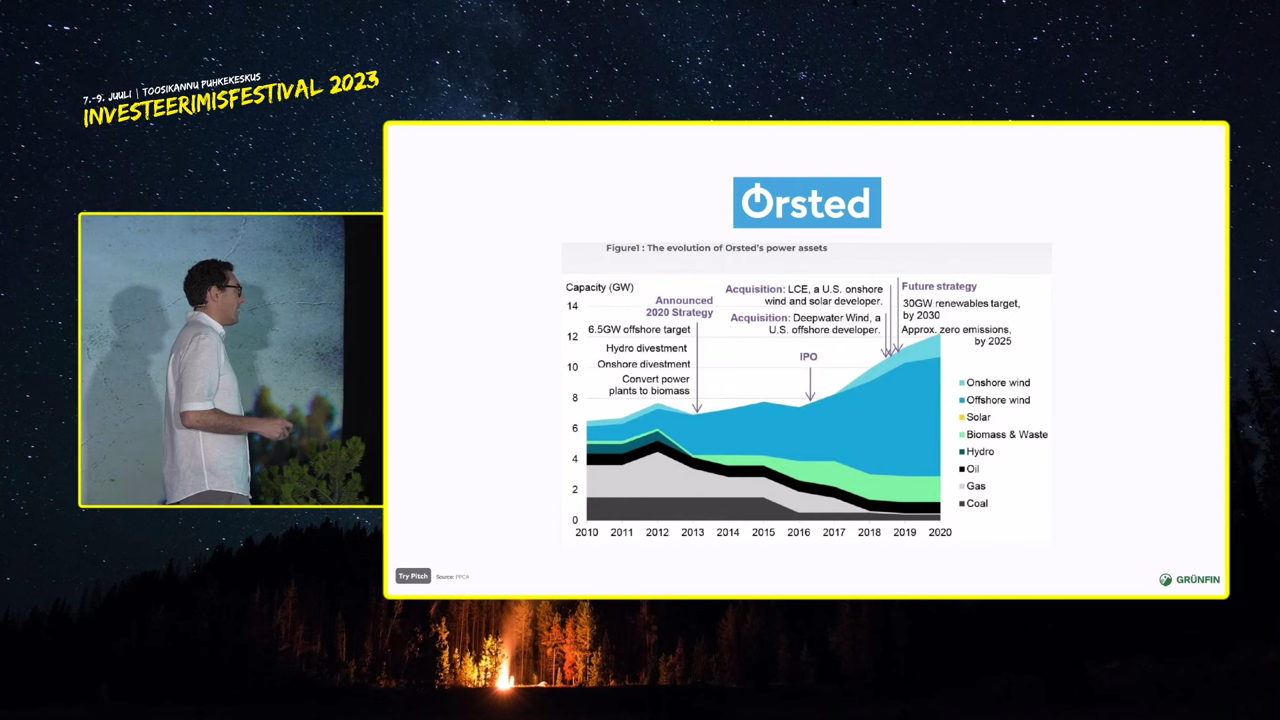 7.-9. JUULI | TOOSIKANNU PUHKEKESKUS
INVESTEERIMISFESTIVAL 2023
Ørsted
Figure1 : The evolution of Orsted's power assets
Capacity (GW)
14
12
10
8
6
4
2
0
Announced
2020 Strategy
6.5GW offshore target
Hydro divestment
Onshore divestment
Convert power
plants to biomass
Acquisition: LCE, a U.S. onshore
wind and solar developer.
Acquisition: Deepwater Wind, a
U.S. offshore developer.
IPO
Future strategy
30GW renewables target,
by 2030
Approx. zero emissions,
by 2025
Onshore wind
Offshore wind
Solar
Biomass & Waste
Hydro
Oil
Gas
Coal
2010 2011 2012 2013 2014 2015 2016 2017 2018 2019 2020
Try Pitch
Source: PPCA
GRÜNFIN